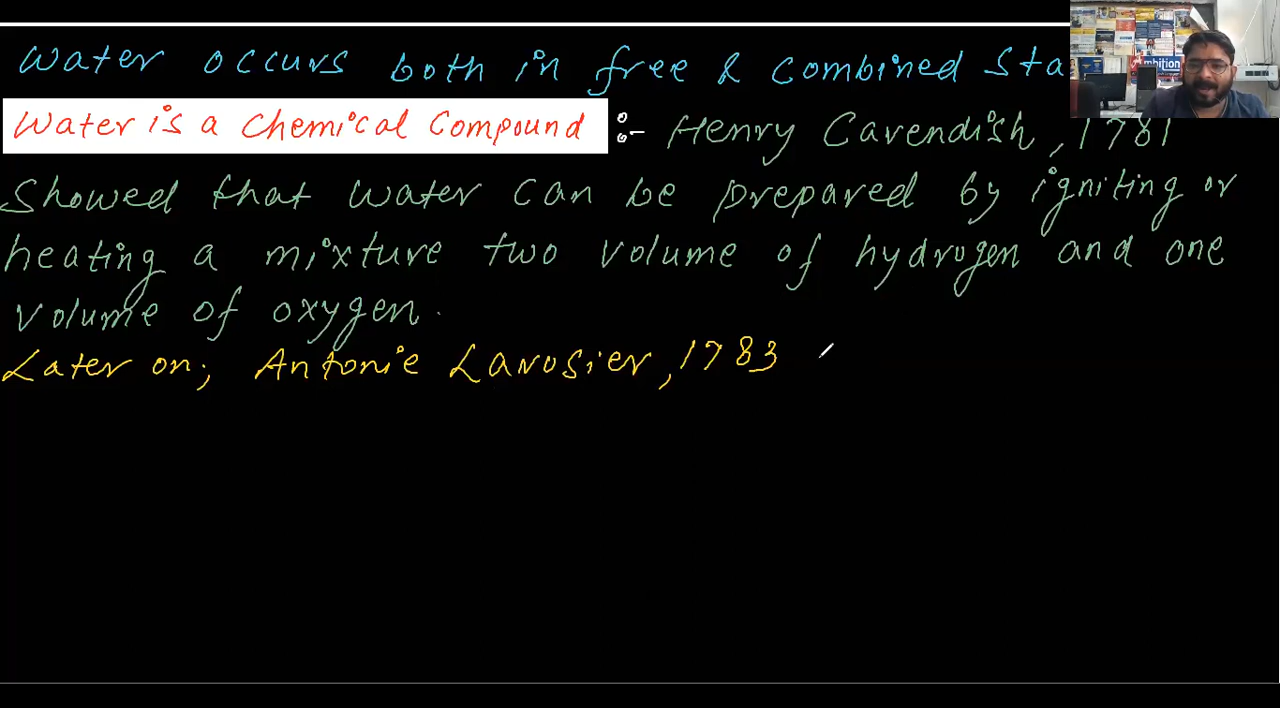 Water occurs both in free & combined Sta
Water is a Chemical Compound :- Henry Cavendish, 1781
Showed that water can be prepared by igniting or
heating a mixture two volume of hydrogen and one
volume of oxygen.
Later on; Antonie Lavosier, 1783
mbition